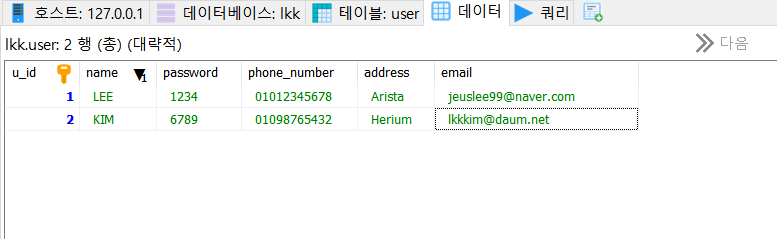 호스트: 127.0.0.1 데이터베이스: lkk 테이블: user 데이터 쿼리
lkk.user: 2 행 (총) (대략적) 다음
u_id name 1 password phone_number address email
1 LEE 1234 01012345678 Arista jeuslee99@naver.com
2 KIM 6789 01098765432 Herium lkkkim@daum.net